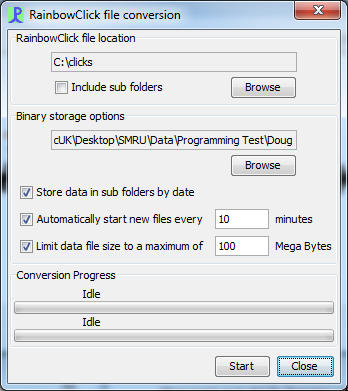 RainbowClick file conversion
RainbowClick file location
C:\clicks
Include sub folders
Browse
Binary storage options
cUK\Desktop\SMRU\Data\Programming Test\Doug
Browse
Store data in sub folders by date
Automatically start new files every 10 minutes
Limit data file size to a maximum of 100 Mega Bytes
Conversion Progress
Idle
Idle
Start Close